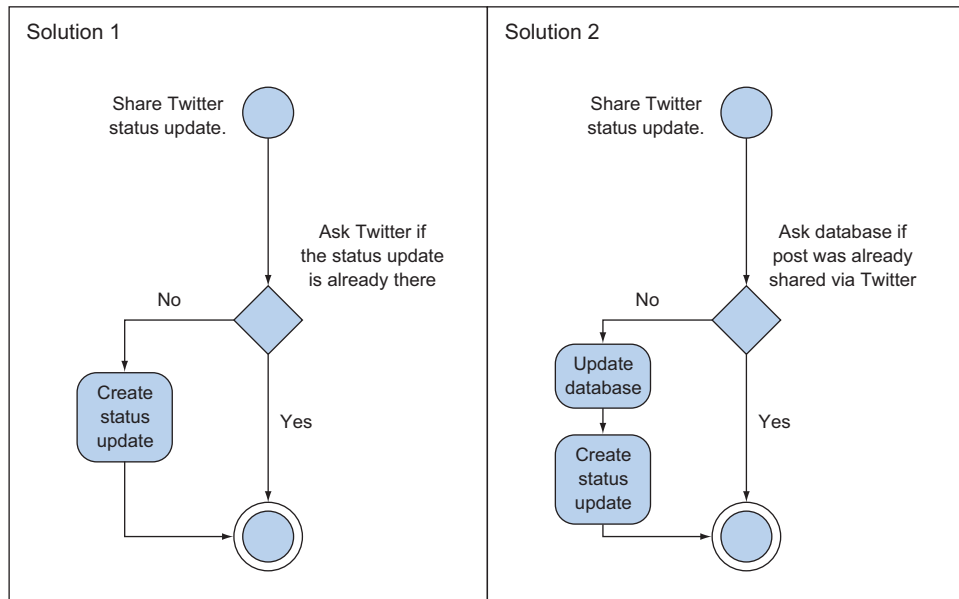 Solution 1
Share Twitter
status update.
Ask Twitter if
the status update
is already there
No
Create
status
update
Yes
Solution 2
Share Twitter
status update.
Ask database if
post was already
shared via Twitter
No
Update
database
Create
status
update
Yes